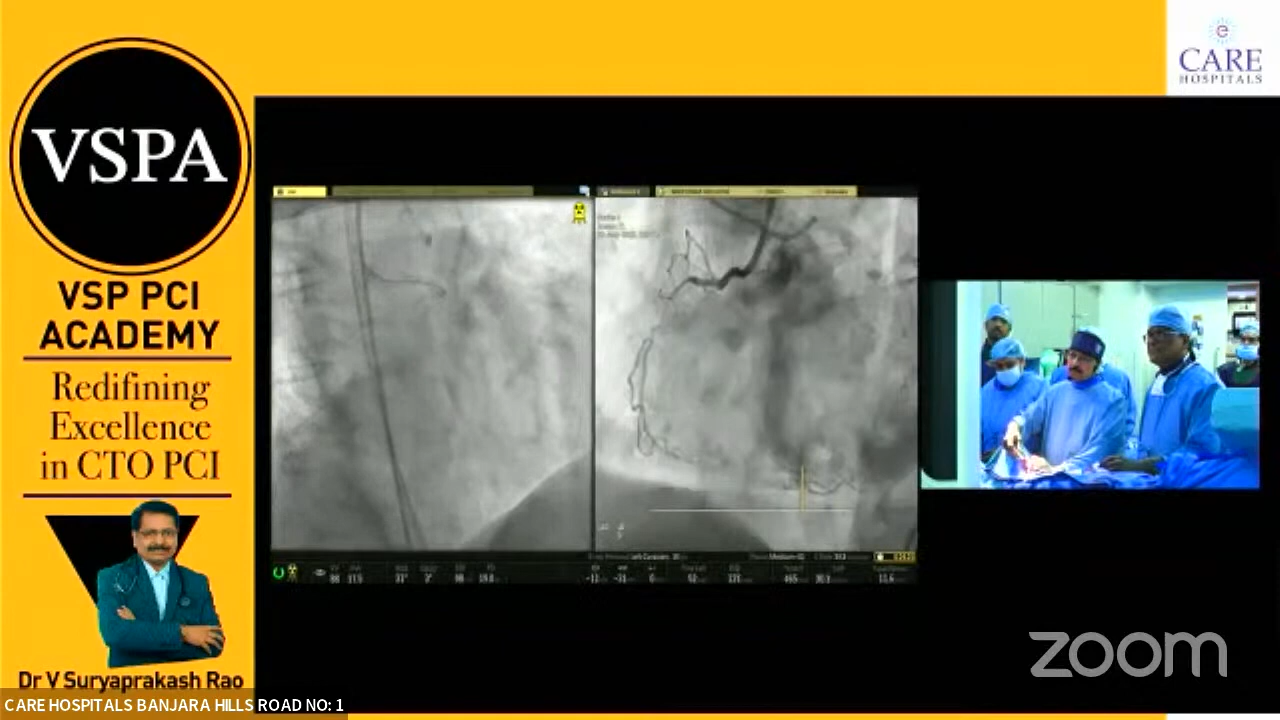 VSPA
VSP PCI
ACADEMY
Redifining
Excellence
in CTO PCI
Dr V Suryaprakash Rao
CARE HOSPITALS BANJARA HILLS ROAD NO: 1
e
CARE
HOSPITALS
zoom